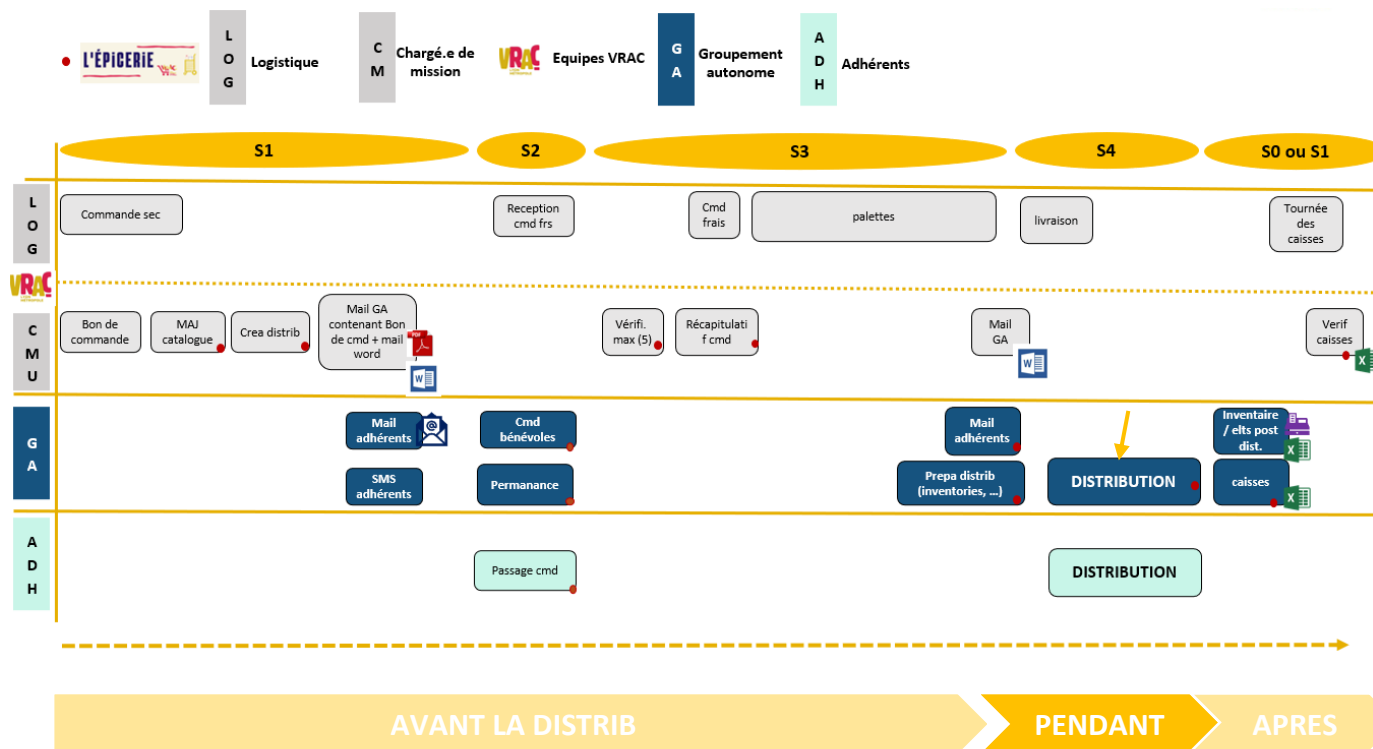 L'ÉPICERIE
L
O
G
Logistique
C
M
Chargé.e de
mission
VRAC
Equipes VRAC
G
A
Groupement
autonome
A
D
H
Adhérents
S1
S2
S3
S4
S0 ou S1
L
O
G
Commande sec
Reception
cmd frs
Cmd
frais
palettes
livraison
Tournée
des
caisses
VRAC
C
M
U
Bon de
commande
MAJ
catalogue
Crea distrib
Mail GA
contenant Bon
de cmd + mail
word
PDF
W
Vérifi.
max (5)
Récapitulati
f cmd
Mail
GA
W
Verif
caisses
X
G
A
Mail
adhérents
@
Cmd
bénévoles
Mail
adhérents
Inventaire
/ elts post
dist.
X
SMS
adhérents
Permanance
Prepa distrib
(inventories, ...)
DISTRIBUTION
caisses
X
A
D
H
Passage cmd
DISTRIBUTION
AVANT LA DISTRIB
PENDANT
APRES